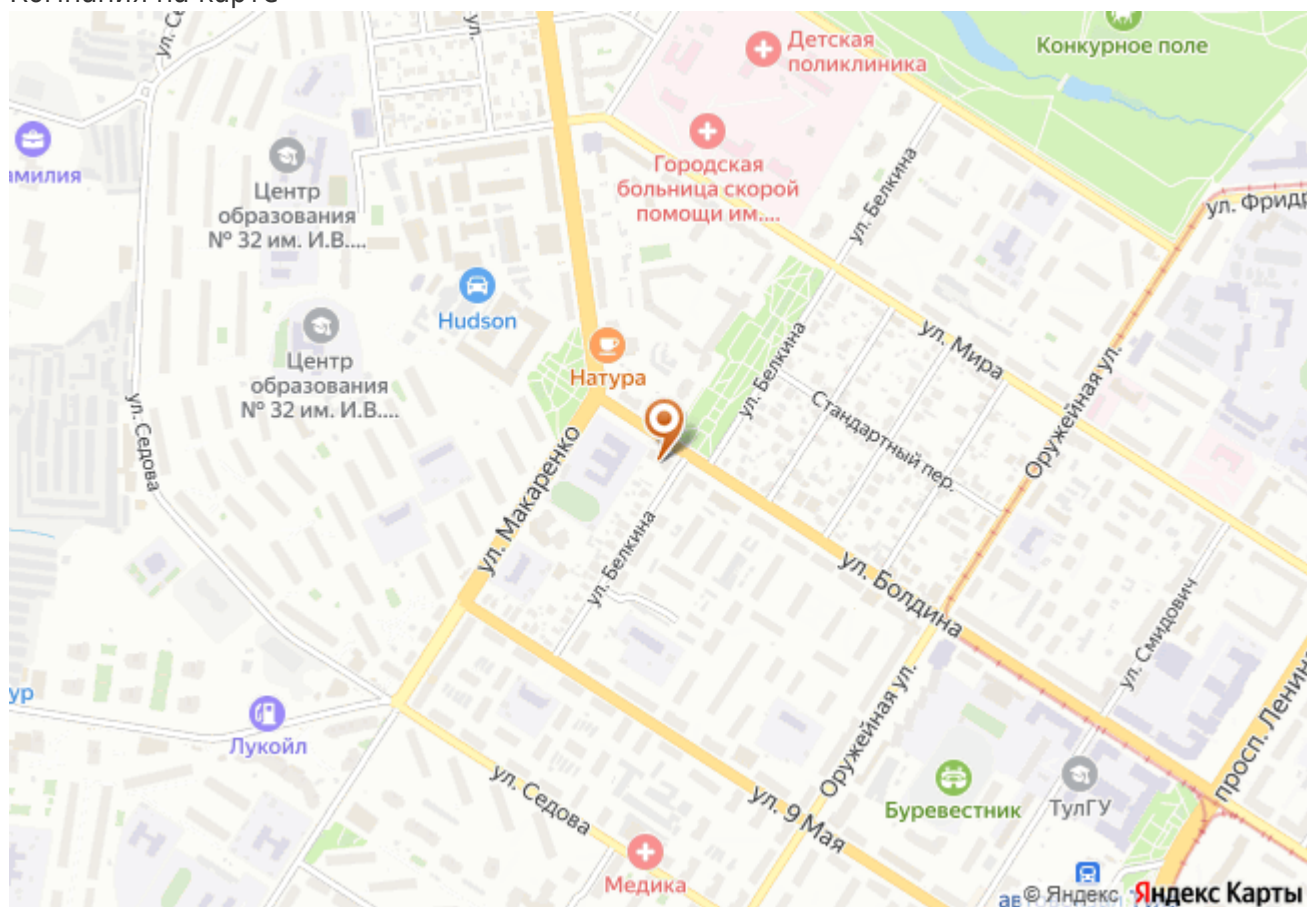 Компания на карте
Детская
поликлиника
Конкурное поле
Городская
больница скорой
помощи им....
ул. Белкина
ул. Фридр
амилия
Центр
образования
№ 32 им. И.В....
Hudson
Центр
образования
№ 32 им. И.В....
Натура
ул. Белкина
ул. Мира
Стандартный пер.
Оружейная ул.
ул. Седова
ул. Макаренко
ул. Белкина
ул. Болдина
ул. Смидович
просп. Ленина
ур
Лукойл
Оружейная ул.
ул. Седова
ул. 9 Мая
Буревестник
ТулГУ
Медика
© Яндекс Яндекс Карты